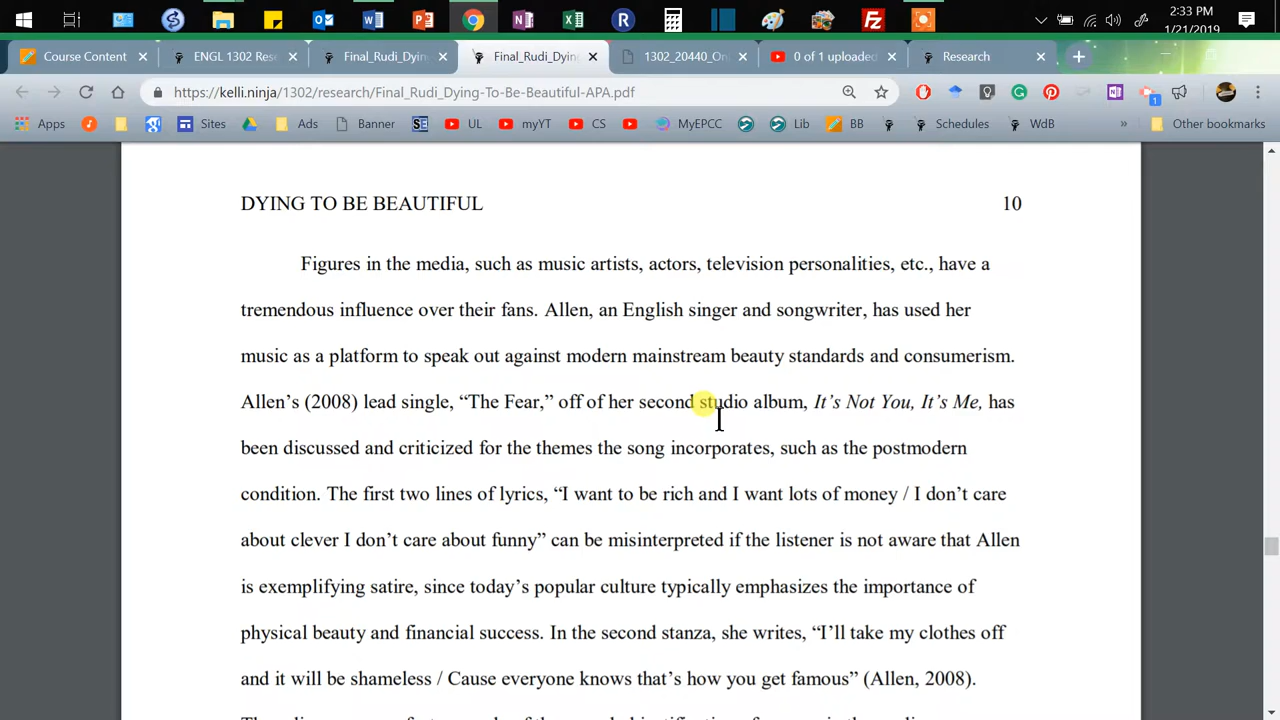 2:33 PM
1/21/2019
Course Content
ENGL 1302 Rese
Final_Rudi_Dyin
Final_Rudi_Dyin
1302_20440_On
0 of 1 uploaded
Research
https://kelli.ninja/1302/research/Final_Rudi_Dying-To-Be-Beautiful-APA.pdf
Apps Sites Ads Banner UL myYT CS MyEPCC Lib BB Schedules WdB » Other bookmarks
DYING TO BE BEAUTIFUL 10
Figures in the media, such as music artists, actors, television personalities, etc., have a
tremendous influence over their fans. Allen, an English singer and songwriter, has used her
music as a platform to speak out against modern mainstream beauty standards and consumerism.
Allen’s (2008) lead single, “The Fear,” off of her second studio album, It’s Not You, It’s Me, has
been discussed and criticized for the themes the song incorporates, such as the postmodern
condition. The first two lines of lyrics, “I want to be rich and I want lots of money / I don’t care
about clever I don’t care about funny” can be misinterpreted if the listener is not aware that Allen
is exemplifying satire, since today’s popular culture typically emphasizes the importance of
physical beauty and financial success. In the second stanza, she writes, “I’ll take my clothes off
and it will be shameless / Cause everyone knows that’s how you get famous” (Allen, 2008).